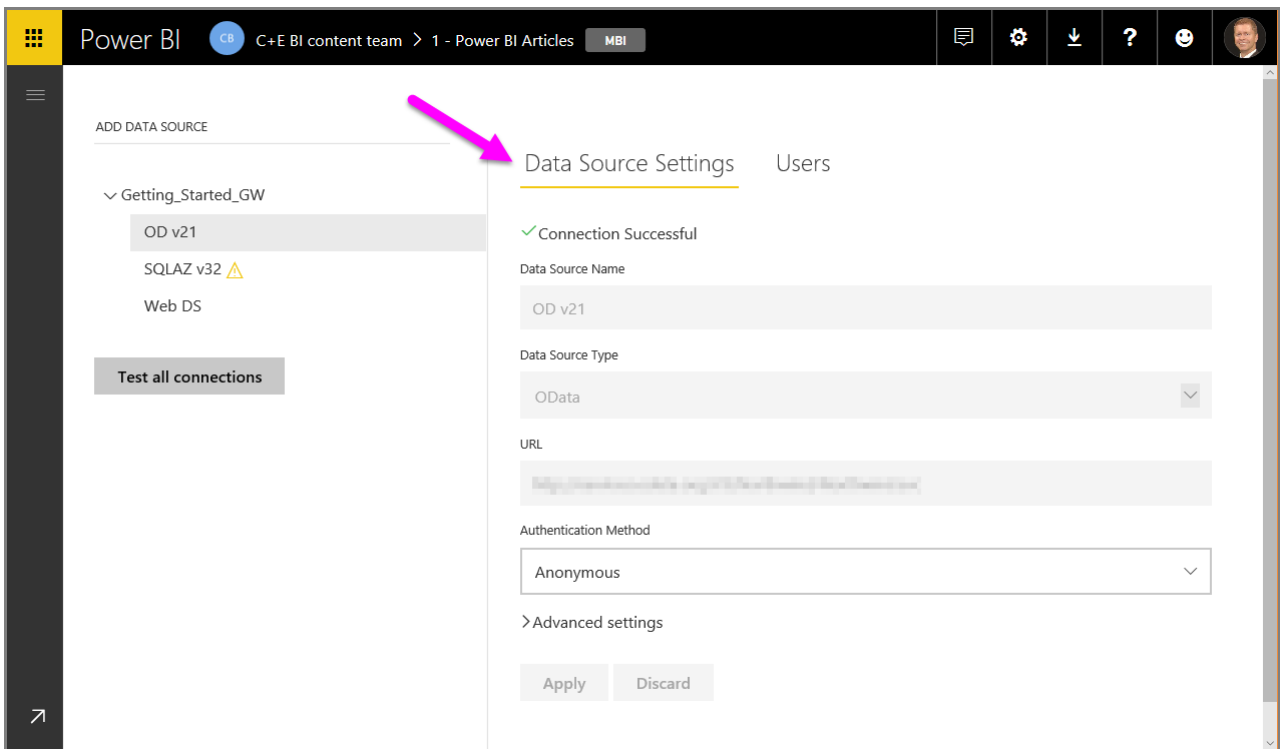 Power BI CB C+E BI content team > 1 - Power BI Articles MBI ?
ADD DATA SOURCE
Getting_Started_GW
OD v21
SQLAZ v32
Web DS
Test all connections
Data Source Settings Users
Connection Successful
Data Source Name
OD v21
Data Source Type
OData
URL
Authentication Method
Anonymous
Advanced settings
Apply Discard